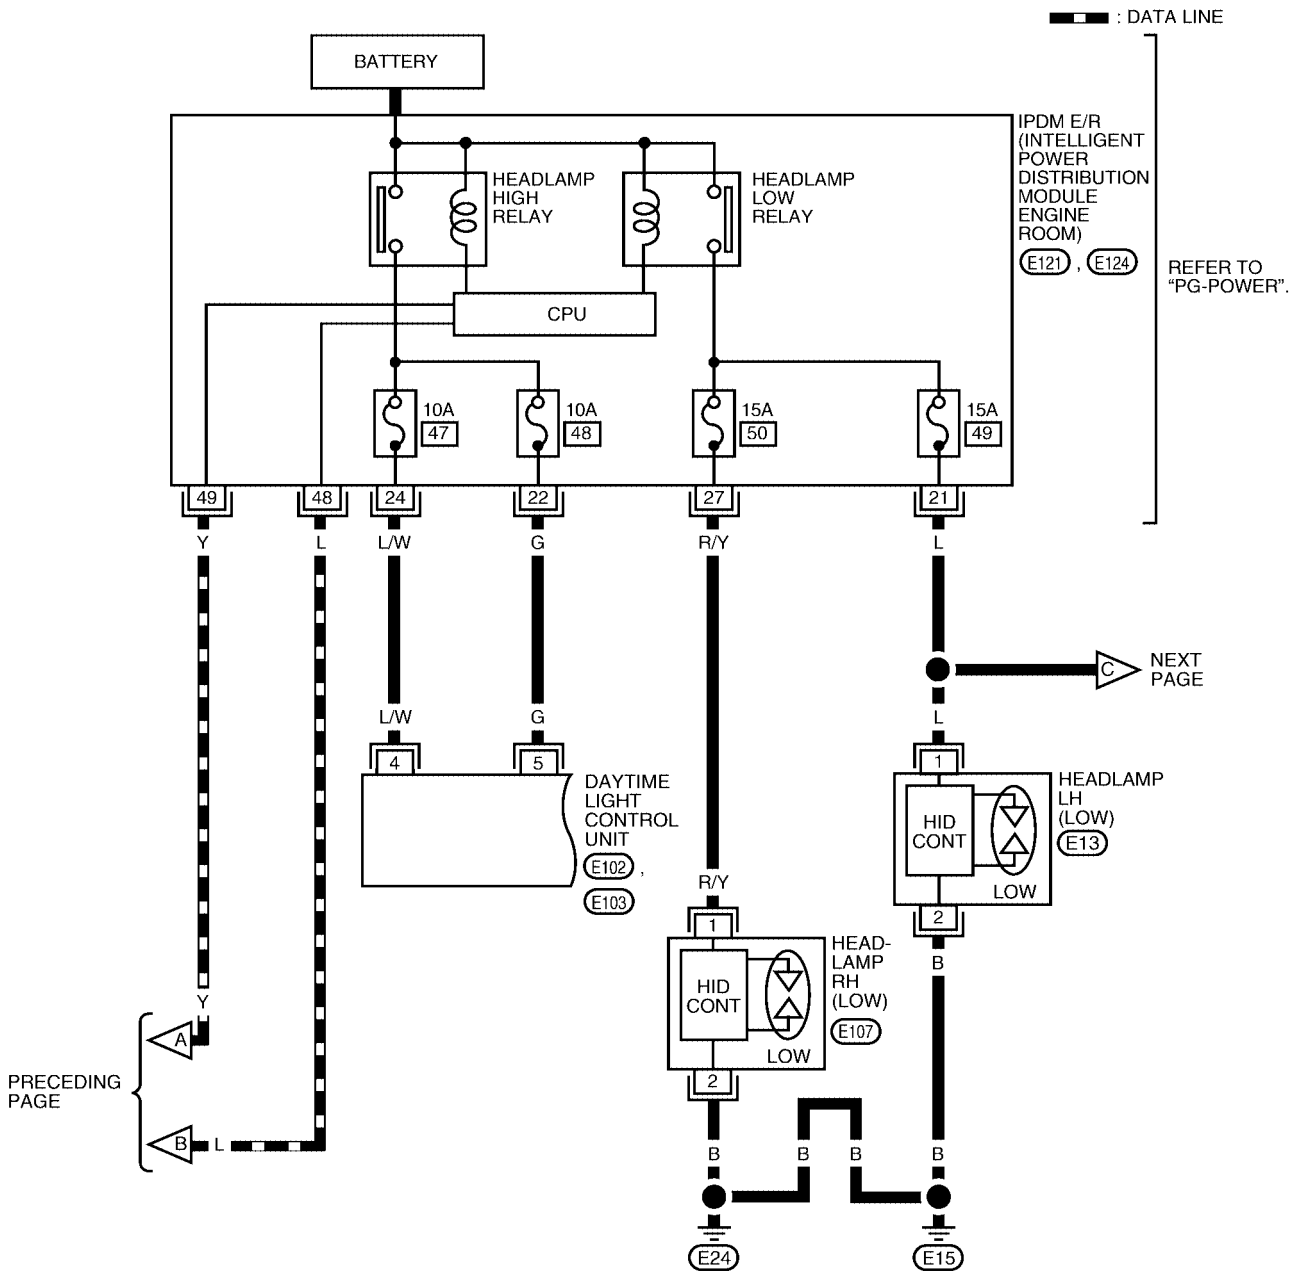 : DATA LINE
BATTERY
IPDM E/R
(INTELLIGENT
POWER
DISTRIBUTION
MODULE
ENGINE
ROOM)
E121 , E124
REFER TO
"PG-POWER".
HEADLAMP
HIGH
RELAY
HEADLAMP
LOW
RELAY
CPU
10A
47
10A
48
15A
50
15A
49
49 48 24 22 27 21
Y L L/W G R/Y L
C
NEXT
PAGE
L/W G L
4 5 1
DAYTIME
LIGHT
CONTROL
UNIT
E102 ,
E103
HID
CONT
LOW
HEADLAMP
LH
(LOW)
E13
2
B
R/Y
1
HID
CONT
LOW
HEAD-
LAMP
RH
(LOW)
E107
2
Y
A
PRECEDING
PAGE
B L
B B B B
E24 E15